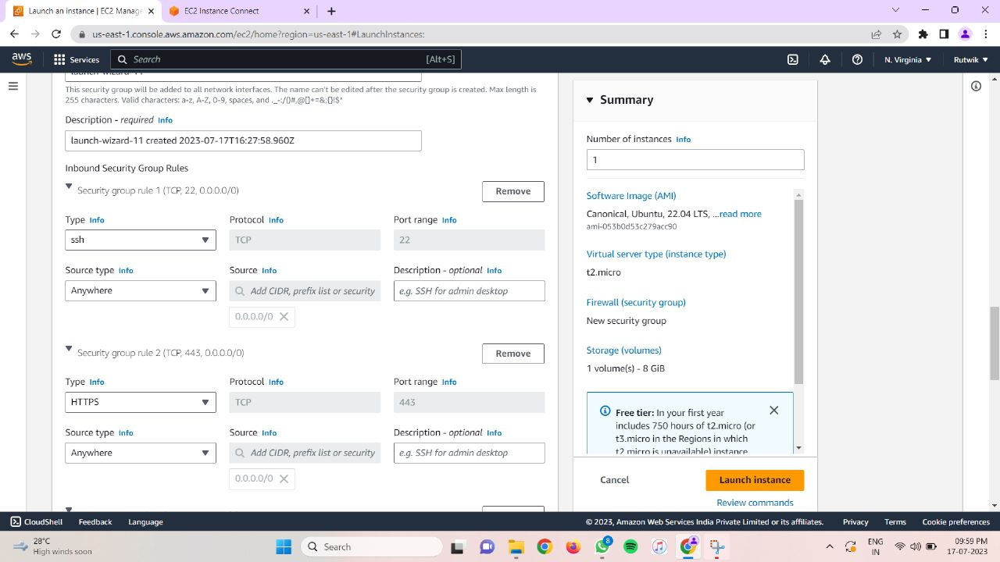 Launch an instance | EC2 Manag
EC2 Management Console
us-east-1.console.aws.amazon.com/ec2/home?region=us-east-1#LaunchInstances:
aws
Services
Search
[Alt+S]
N. Virginia
Rutwik
launch-wizard-11
This security group will be added to all network interfaces. The name can't be edited after the security group is created. Max length is
255 characters. Valid characters: a-z, A-Z, 0-9, spaces, and ._-:/()#,@[]+=&;{}!$*
Description - required Info
launch-wizard-11 created 2023-07-17T16:27:58.960Z
Inbound Security Group Rules
Security group rule 1 (TCP, 22, 0.0.0.0/0)
Remove
Type Info
Protocol Info
Port range Info
ssh
TCP
22
Source type Info
Source Info
Description - optional Info
Anywhere
Add CIDR, prefix list or security
e.g. SSH for admin desktop
0.0.0.0/0
Security group rule 2 (TCP, 443, 0.0.0.0/0)
Remove
Type Info
Protocol Info
Port range Info
HTTPS
TCP
443
Source type Info
Source Info
Description - optional Info
Anywhere
Add CIDR, prefix list or security
e.g. SSH for admin desktop
0.0.0.0/0
Summary
Number of instances Info
1
Software Image (AMI)
Canonical, Ubuntu, 22.04 LTS, ...read more
ami-053b0d53c279acc90
Virtual server type (instance type)
t2.micro
Firewall (security group)
New security group
Storage (volumes)
1 volume(s) - 8 GiB
Free tier: In your first year
includes 750 hours of t2.micro (or
t3.micro in the Regions in which
t2.micro is unavailable) instance
Cancel
Launch instance
Review commands
CloudShell
Feedback
Language
© 2023, Amazon Web Services India Private Limited or its affiliates.
Privacy
Terms
Cookie preferences
28°C
High winds soon
Search
8
ENG
IN
09:59 PM
17-07-2023